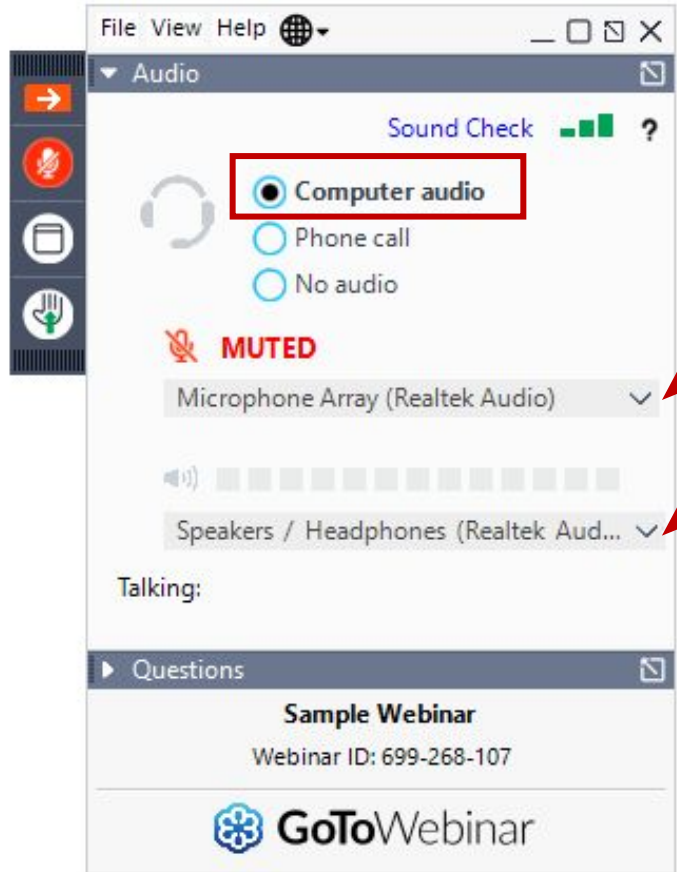 File View Help
Audio
Sound Check ?
Computer audio
Phone call
No audio
MUTED
Microphone Array (Realtek Audio)
Speakers / Headphones (Realtek Aud...
Talking:
Questions
Sample Webinar
Webinar ID: 699-268-107
GoToWebinar